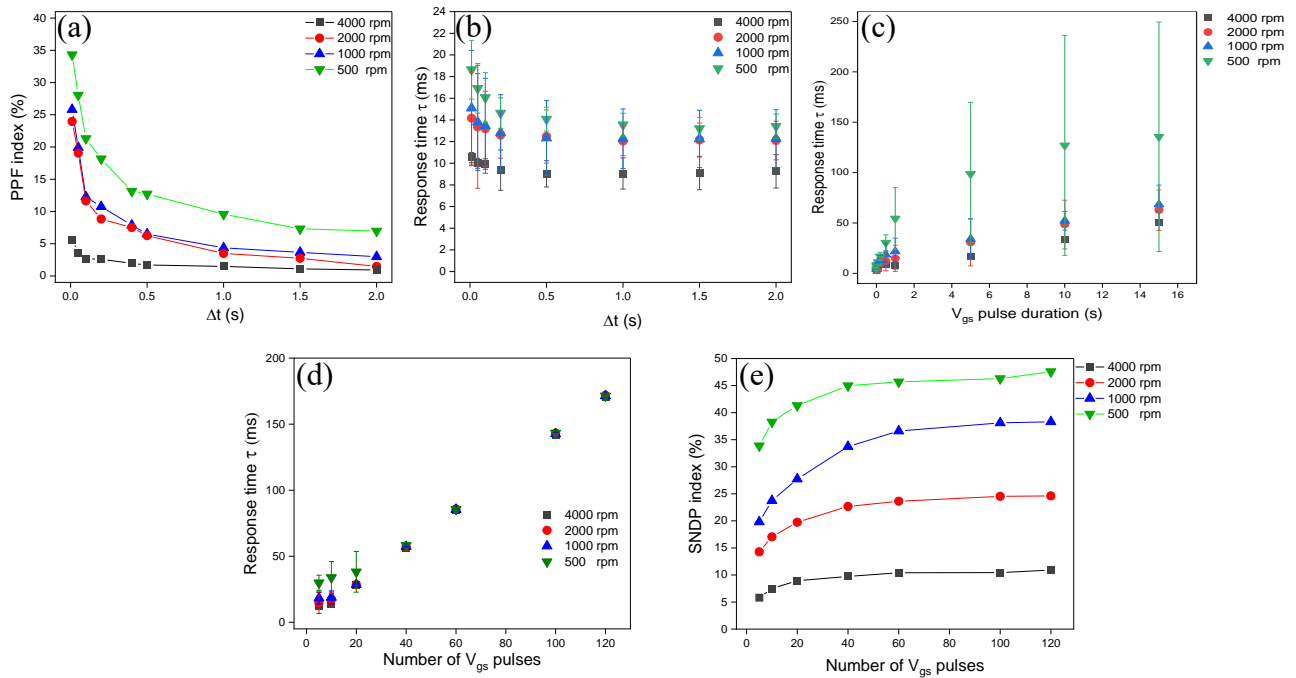 (a)
4000 rpm
2000 rpm
1000 rpm
500 rpm
40
35
30
25
20
15
10
5
0
PPF index (%)
0.0 0.5 1.0 1.5 2.0
Δt (s)
(b)
4000 rpm
2000 rpm
1000 rpm
500 rpm
24
22
20
18
16
14
12
10
8
6
4
2
0
Response time τ (ms)
0.0 0.5 1.0 1.5 2.0
Δt (s)
(c)
4000 rpm
2000 rpm
1000 rpm
500 rpm
250
200
150
100
50
0
Response time τ (ms)
0 2 4 6 8 10 12 14 16
Vgs pulse duration (s)
(d)
200
150
100
50
0
Response time τ (ms)
4000 rpm
2000 rpm
1000 rpm
500 rpm
0 20 40 60 80 100 120
Number of Vgs pulses
(e)
4000 rpm
2000 rpm
1000 rpm
500 rpm
50
45
40
35
30
25
20
15
10
5
0
SNDP index (%)
0 20 40 60 80 100 120
Number of Vgs pulses